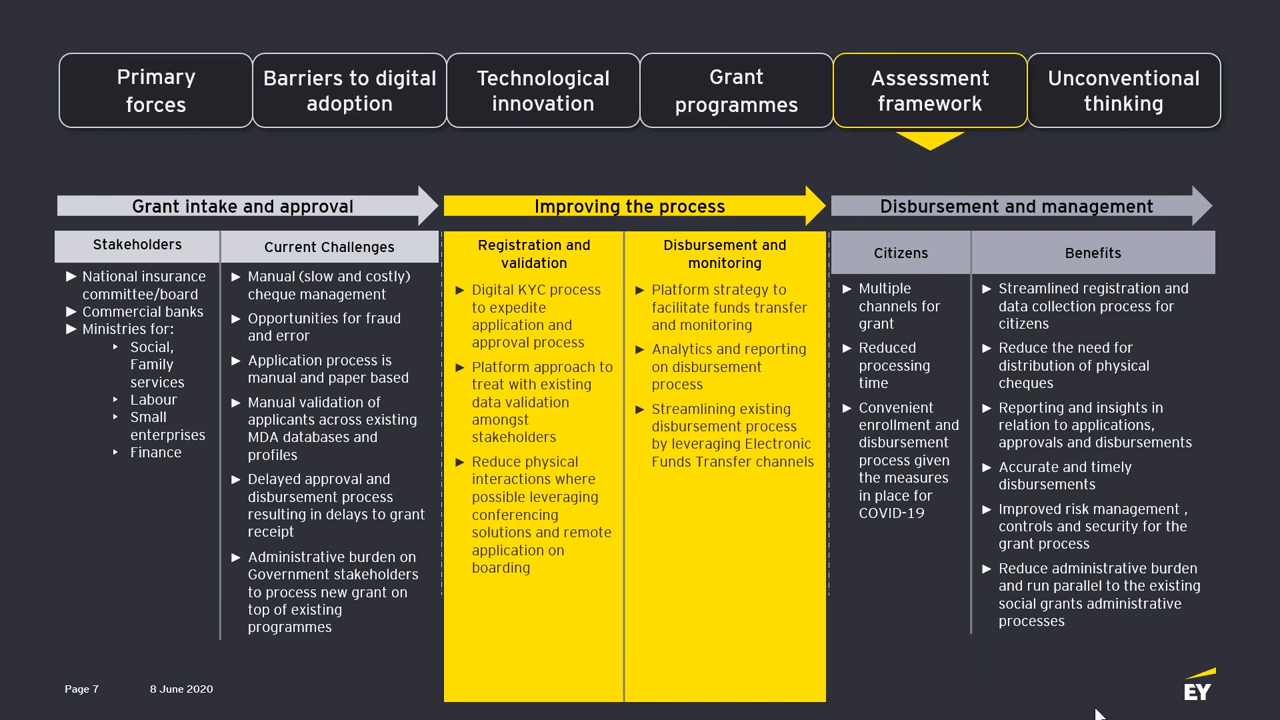 Primary
forces
Barriers to digital
adoption
Technological
innovation
Grant
programmes
Assessment
framework
Unconventional
thinking
Grant intake and approval
Stakeholders
► National insurance
committee/board
► Commercial banks
► Ministries for:
‣ Social,
Family
services
‣ Labour
‣ Small
enterprises
‣ Finance
Current Challenges
► Manual (slow and costly)
cheque management
► Opportunities for fraud
and error
► Application process is
manual and paper based
► Manual validation of
applicants across existing
MDA databases and
profiles
► Delayed approval and
disbursement process
resulting in delays to grant
receipt
► Administrative burden on
Government stakeholders
to process new grant on
top of existing
programmes
Improving the process
Registration and
validation
► Digital KYC process
to expedite
application and
approval process
► Platform approach to
treat with existing
data validation
amongst
stakeholders
► Reduce physical
interactions where
possible leveraging
conferencing
solutions and remote
application on
boarding
Disbursement and
monitoring
► Platform strategy to
facilitate funds transfer
and monitoring
► Analytics and reporting
on disbursement
process
► Streamlining existing
disbursement process
by leveraging Electronic
Funds Transfer channels
Disbursement and management
Citizens
► Multiple
channels for
grant
► Reduced
processing
time
► Convenient
enrollment and
disbursement
process given
the measures
in place for
COVID-19
Benefits
► Streamlined registration and
data collection process for
citizens
► Reduce the need for
distribution of physical
cheques
► Reporting and insights in
relation to applications,
approvals and disbursements
► Accurate and timely
disbursements
► Improved risk management ,
controls and security for the
grant process
► Reduce administrative burden
and run parallel to the existing
social grants administrative
processes
Page 7
8 June 2020
EY